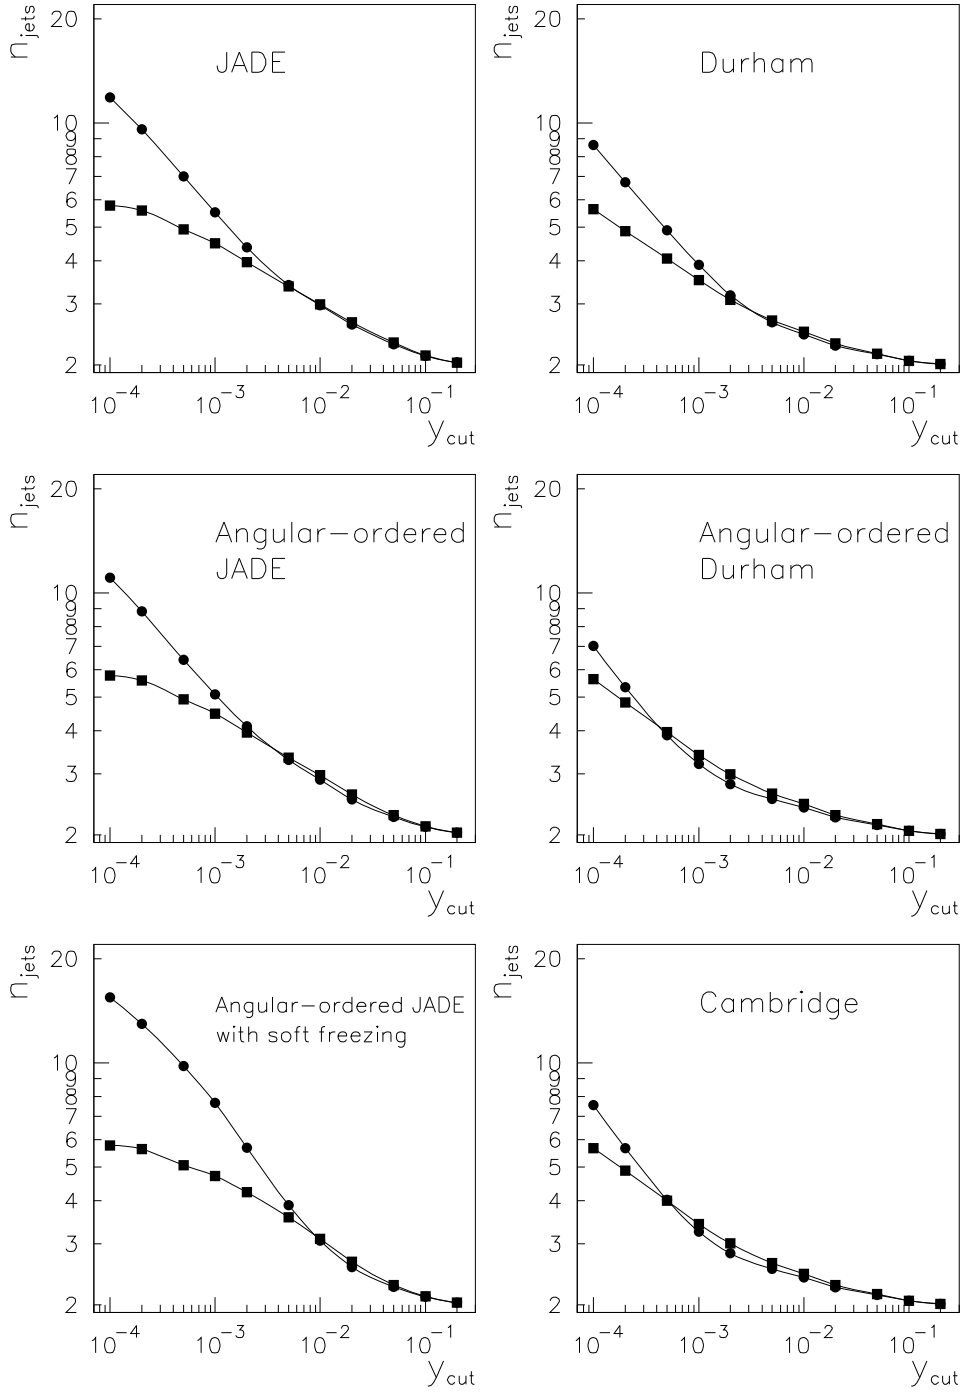 n_jets
20
JADE
10
9
8
7
6
5
4
3
2
10^-4 10^-3 10^-2 10^-1
y_cut
n_jets
20
Durham
10
9
8
7
6
5
4
3
2
10^-4 10^-3 10^-2 10^-1
y_cut
n_jets
20
Angular-ordered
JADE
10
9
8
7
6
5
4
3
2
10^-4 10^-3 10^-2 10^-1
y_cut
n_jets
20
Angular-ordered
Durham
10
9
8
7
6
5
4
3
2
10^-4 10^-3 10^-2 10^-1
y_cut
n_jets
20
Angular-ordered JADE
with soft freezing
10
9
8
7
6
5
4
3
2
10^-4 10^-3 10^-2 10^-1
y_cut
n_jets
20
Cambridge
10
9
8
7
6
5
4
3
2
10^-4 10^-3 10^-2 10^-1
y_cut